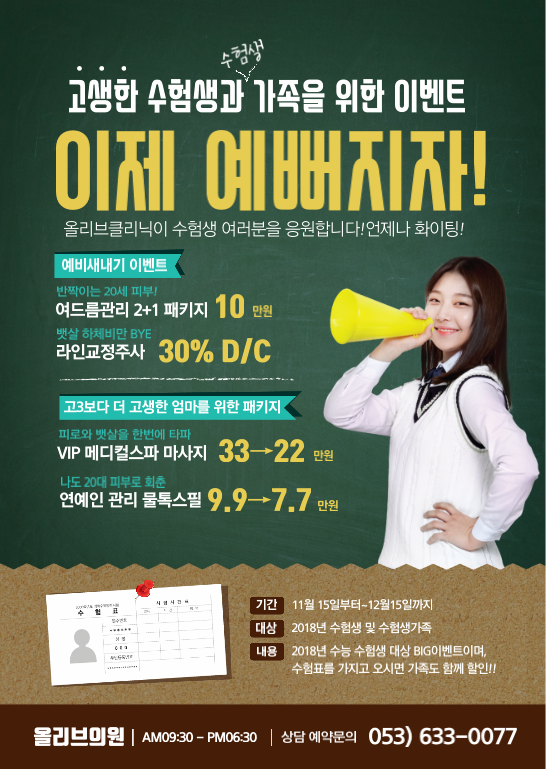 수험생
고생한 수험생과 가족을 위한 이벤트
이제 예뻐지자!
올리브클리닉이 수험생 여러분을 응원합니다!언제나 화이팅!
예비새내기 이벤트
반짝이는 20세 피부!
여드름관리 2+1 패키지 10 만원
뱃살 하체비만 BYE
라인교정주사 30% D/C
고3보다 더 고생한 엄마를 위한 패키지
피로와 뱃살을 한번에 타파
VIP 메디컬스파 마사지 33→22 만원
나도 20대 피부로 회춘
연예인 관리 물톡스필 9.9→7.7 만원
수 험 표
시 험 시 간 표
기간 11월 15일부터~12월15일까지
대상 2018년 수험생 및 수험생가족
내용 2018년 수능 수험생 대상 BIG이벤트이며,
수험표를 가지고 오시면 가족도 함께 할인!!
올리브의원 | AM09:30 - PM06:30 | 상담 예약문의 053) 633-0077